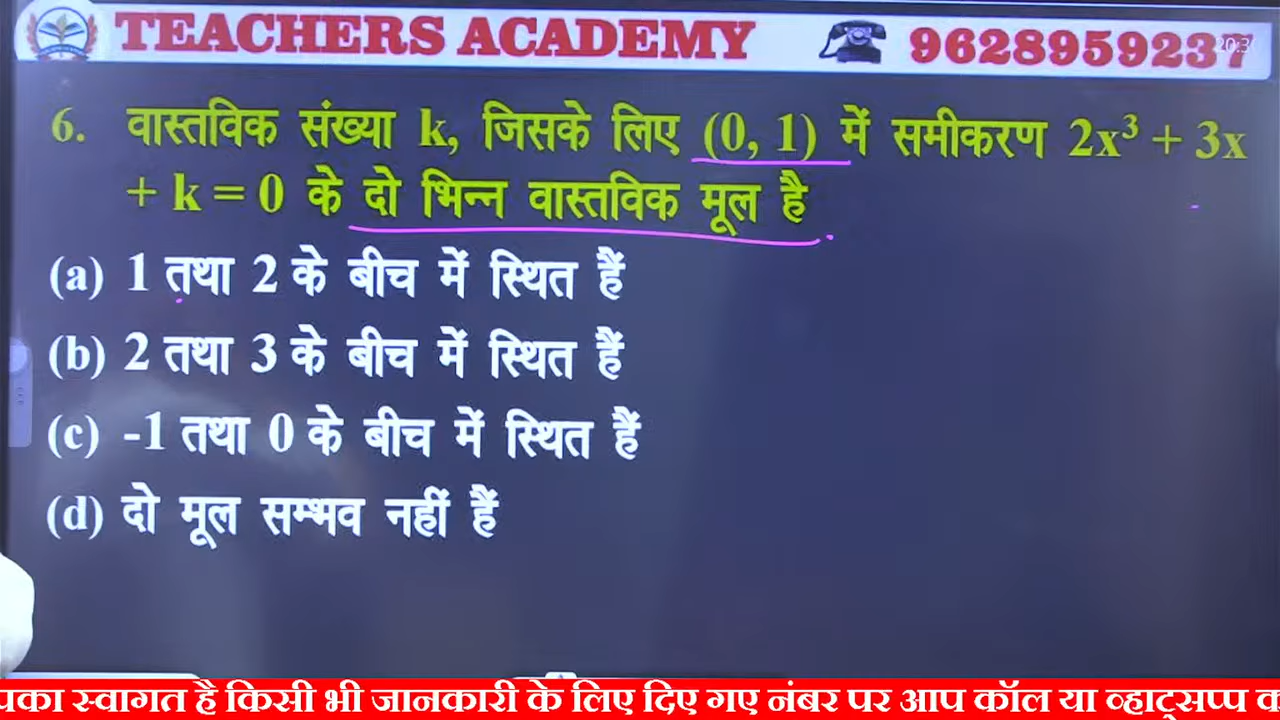 TEACHERS ACADEMY 9628959237
6. वास्तविक संख्या k, जिसके लिए (0, 1) में समीकरण 2x³ + 3x
+ k = 0 के दो भिन्न वास्तविक मूल है
(a) 1 तथा 2 के बीच में स्थित हैं
(b) 2 तथा 3 के बीच में स्थित हैं
(c) -1 तथा 0 के बीच में स्थित हैं
(d) दो मूल सम्भव नहीं हैं
स्वागत है किसी भी जानकारी के लिए दिए गए नंबर पर आप कॉल या व्हाट्सप्प